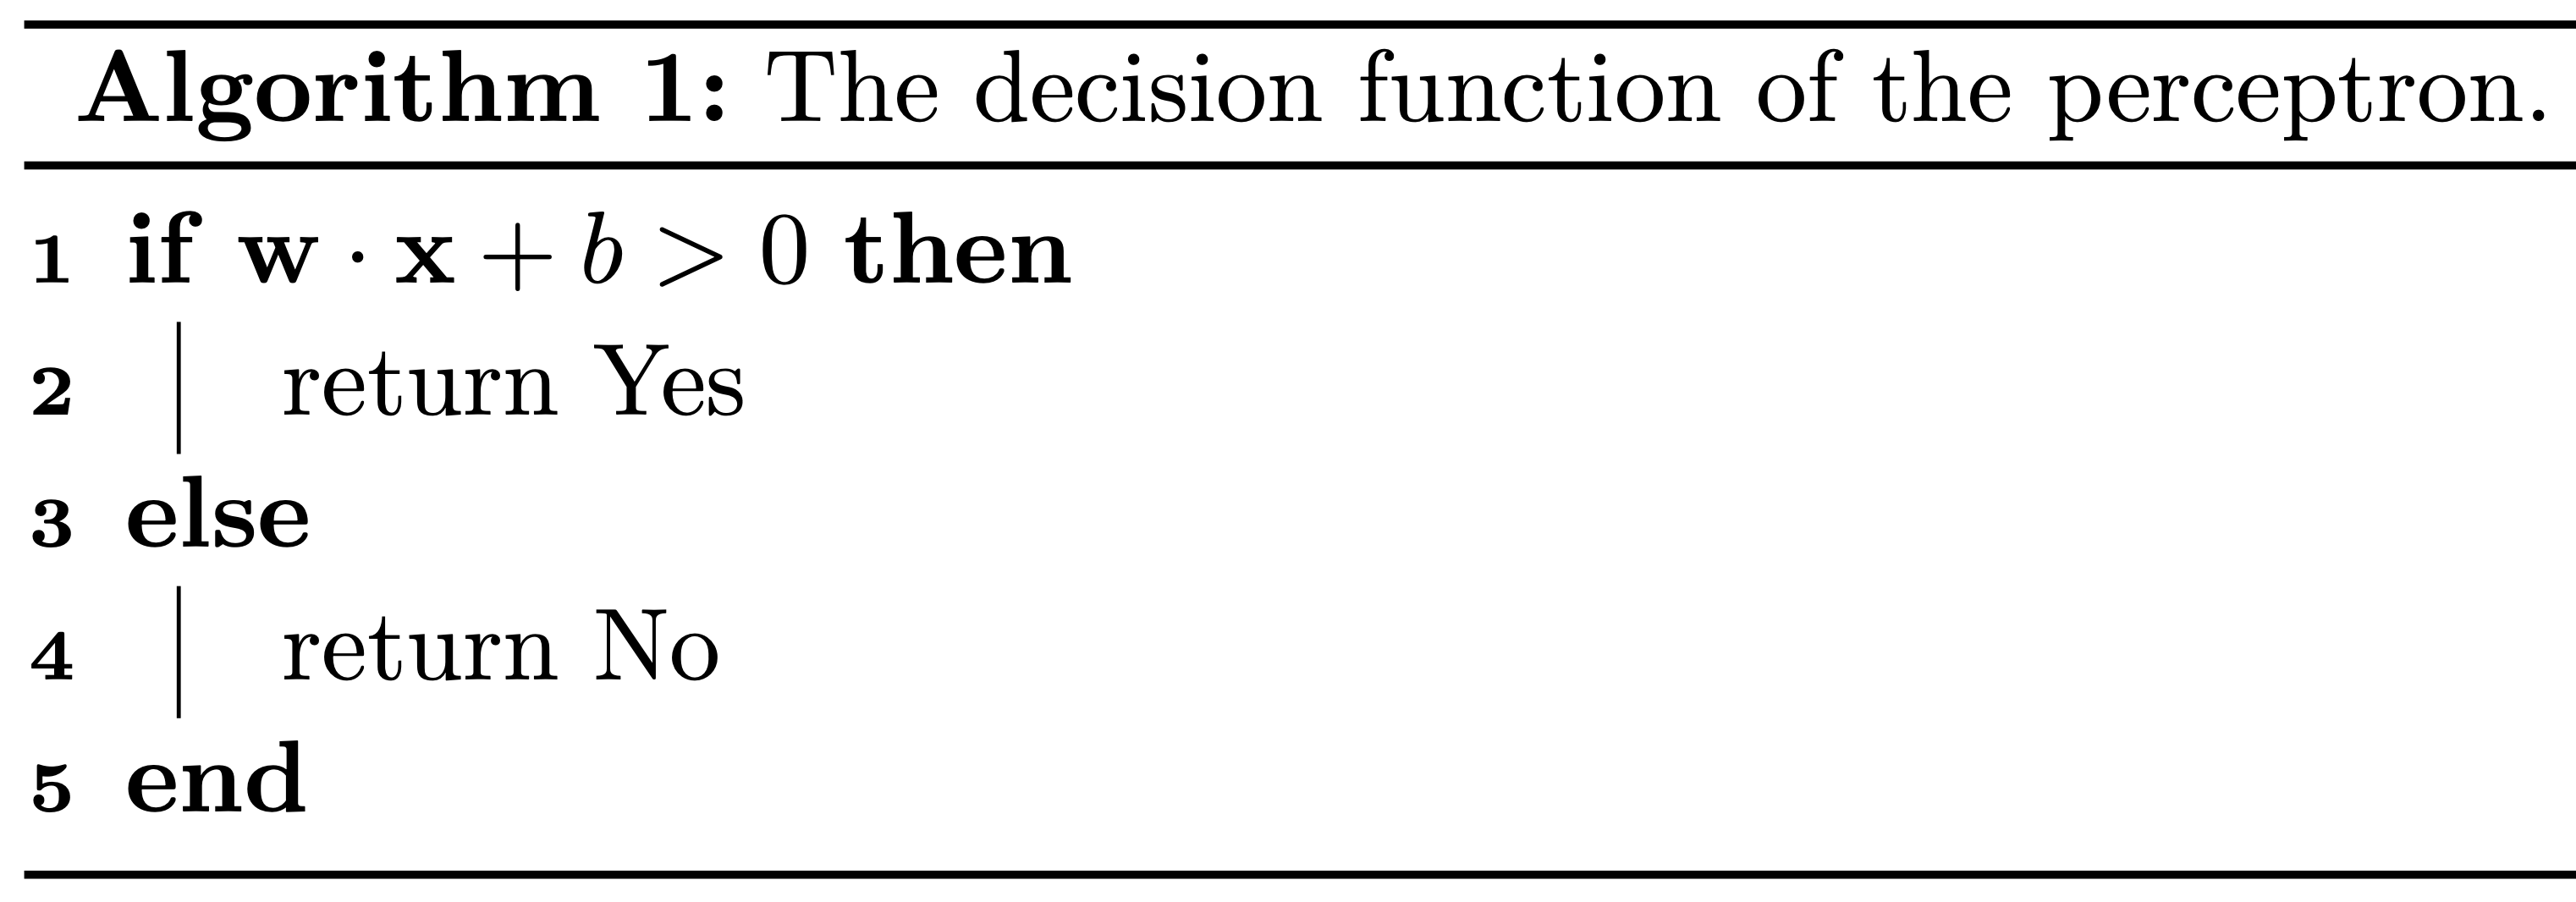 Algorithm 1: The decision function of the perceptron.
1 if w · x + b > 0 then
2 return Yes
3 else
4 return No
5 end